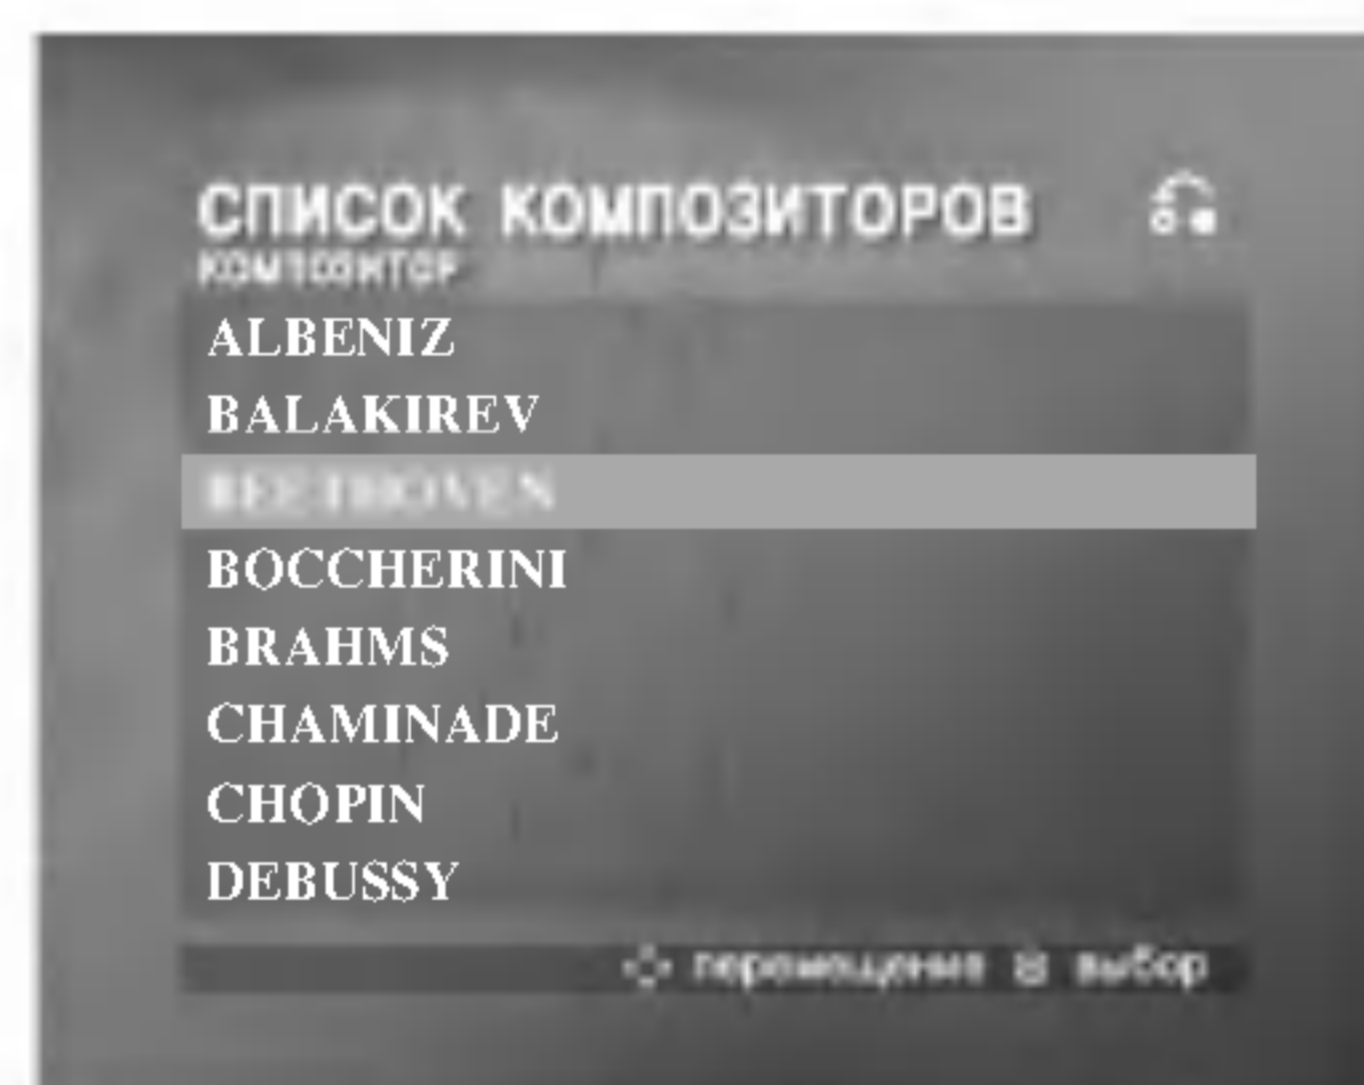 СПИСОК КОМПОЗИТОРОВ
КОМПОЗИТОР
ALBENIZ
BALAKIREV
BEETHOVEN
BOCCHERINI
BRAHMS
CHAMINADE
CHOPIN
DEBUSSY
перемещение выбор